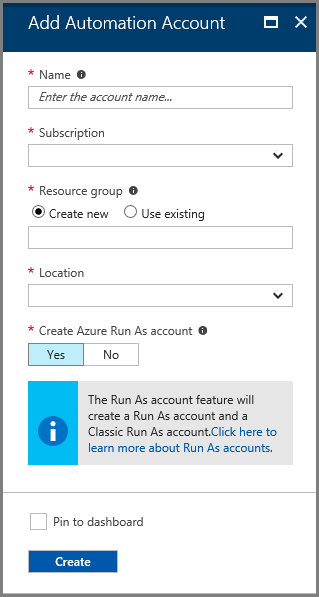 Add Automation Account
* Name
Enter the account name...
* Subscription
* Resource group
Create new Use existing
* Location
* Create Azure Run As account
Yes No
The Run As account feature will
create a Run As account and a
Classic Run As account.Click here to
learn more about Run As accounts.
Pin to dashboard
Create